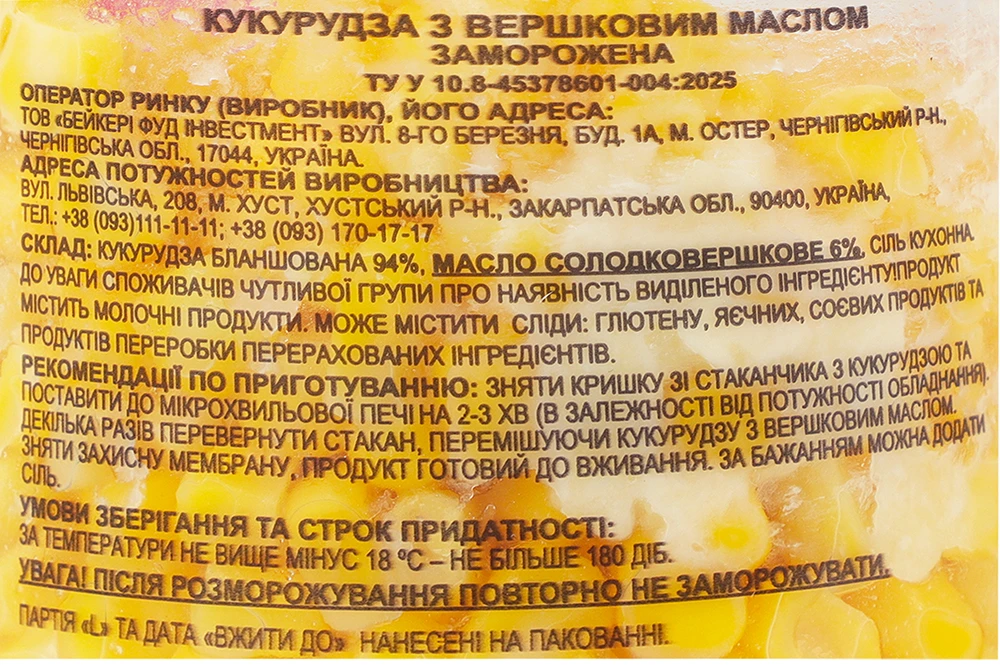 КУКУРУДЗА З ВЕРШКОВИМ МАСЛОМ
ЗАМОРОЖЕНА
ТУ У 10.8-45378601-004:2025
ОПЕРАТОР РИНКУ (ВИРОБНИК), ЙОГО АДРЕСА:
ТОВ «БЕЙКЕРІ ФУД ІНВЕСТМЕНТ» ВУЛ. 8-ГО БЕРЕЗНЯ, БУД. 1А, М. ОСТЕР, ЧЕРНІГІВСЬКИЙ Р-Н.,
ЧЕРНІГІВСЬКА ОБЛ., 17044, УКРАЇНА.
АДРЕСА ПОТУЖНОСТЕЙ ВИРОБНИЦТВА:
ВУЛ. ЛЬВІВСЬКА, 208, М. ХУСТ, ХУСТСЬКИЙ Р-Н., ЗАКАРПАТСЬКА ОБЛ., 90400, УКРАЇНА,
ТЕЛ.: +38 (093)111-11-11; +38 (093) 170-17-17
СКЛАД: КУКУРУДЗА БЛАНШОВАНА 94%, МАСЛО СОЛОДКОВЕРШКОВЕ 6%, СІЛЬ КУХОННА.
ДО УВАГИ СПОЖИВАЧІВ ЧУТЛИВОЇ ГРУПИ ПРО НАЯВНІСТЬ ВИДІЛЕНОГО ІНГРЕДІЄНТУ!ПРОДУКТ
МІСТИТЬ МОЛОЧНІ ПРОДУКТИ. МОЖЕ МІСТИТИ СЛІДИ: ГЛЮТЕНУ, ЯЄЧНИХ, СОЄВИХ ПРОДУКТІВ ТА
ПРОДУКТІВ ПЕРЕРОБКИ ПЕРЕРАХОВАНИХ ІНГРЕДІЄНТІВ.
РЕКОМЕНДАЦІЇ ПО ПРИГОТУВАННЮ: ЗНЯТИ КРИШКУ ЗІ СТАКАНЧИКА З КУКУРУДЗОЮ ТА
ПОСТАВИТИ ДО МІКРОХВИЛЬОВОЇ ПЕЧІ НА 2-3 ХВ (В ЗАЛЕЖНОСТІ ВІД ПОТУЖНОСТІ ОБЛАДНАННЯ).
ДЕКІЛЬКА РАЗІВ ПЕРЕВЕРНУТИ СТАКАН, ПЕРЕМІШУЮЧИ КУКУРУДЗУ З ВЕРШКОВИМ МАСЛОМ.
ЗНЯТИ ЗАХИСНУ МЕМБРАНУ, ПРОДУКТ ГОТОВИЙ ДО ВЖИВАННЯ. ЗА БАЖАННЯМ МОЖНА ДОДАТИ
СІЛЬ.
УМОВИ ЗБЕРІГАННЯ ТА СТРОК ПРИДАТНОСТІ:
ЗА ТЕМПЕРАТУРИ НЕ ВИЩЕ МІНУС 18 ºС – НЕ БІЛЬШЕ 180 ДІБ.
УВАГА! ПІСЛЯ РОЗМОРОЖУВАННЯ ПОВТОРНО НЕ ЗАМОРОЖУВАТИ.
ПАРТІЯ «L» ТА ДАТА «ВЖИТИ ДО» НАНЕСЕНІ НА ПАКОВАННІ.